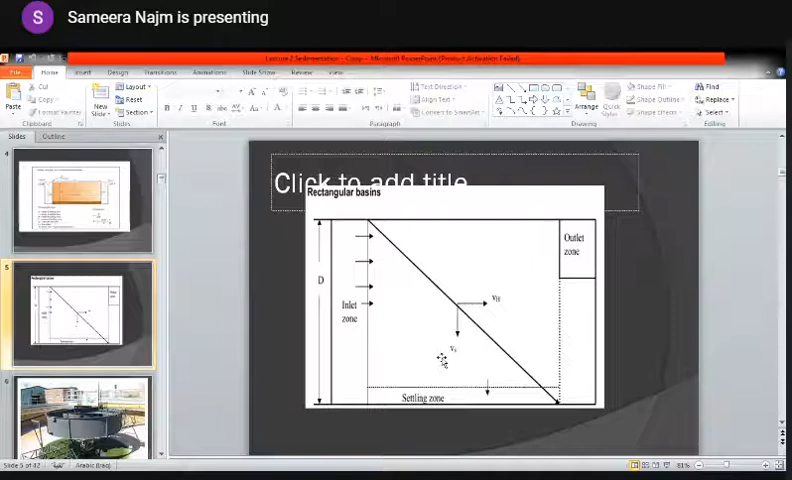 S Sameera Najm is presenting
Lecture 2 Sedimentation - Copy - Microsoft PowerPoint (Product Activation Failed)
File Home Insert Design Transitions Animations Slide Show Review View
Cut
Copy
Format Painter
Paste
Clipboard
New
Slide
Layout
Reset
Section
Slides
Font
Paragraph
Text Direction
Align Text
Convert to SmartArt
Arrange
Quick
Styles
Shape Fill
Shape Outline
Shape Effects
Drawing
Find
Replace
Select
Editing
Slides Outline
4
5
6
Click to add title
Rectangular basins
D
Inlet
zone
Outlet
zone
vH
vs
Settling zone
Slide 5 of 42 Arabic (Iraq) 81%